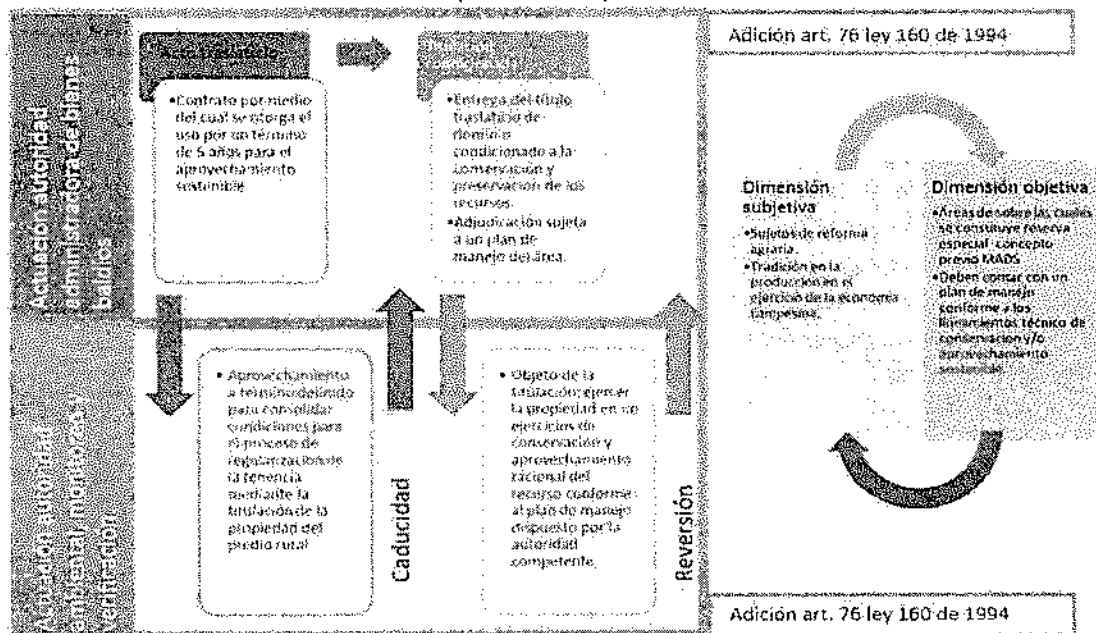 Adición art. 76 ley 160 de 1994
Actuación autoridad
administradora de bienes
baldíos
•Contrato por medio
del cual se otorga el
uso por un término
de 5 años para el
aprovechamiento
sostenible
•Entrega del título
traslaticio de
dominio
condicionado a la
conservación y
preservación de los
recursos.
•Adjudicación sujeta
a un plan de
manejo del área.
Dimensión
subjetiva
•Sujetos de reforma
agraria.
•Tradición en la
producción en el
ejercicio de la economía
campesina.
Dimensión objetiva
•Áreas de sobre las cuales
se constituye reserva
especial concepto
previo MADS
•Deben contar con un
plan de manejo
conforme a los
lineamientos técnico de
conservación y/o
aprovechamiento
sostenible
Actuación autoridad
ambiental, monitoreo y
verificación
• Aprovechamiento
a término definido
para consolidar
condiciones para
el proceso de
regularización de
la tenencia
mediante la
titulación de la
propiedad del
predio rural
Caducidad
• Objeto de la
titulación: ejercer
la propiedad en un
ejercicios de
conservación y
aprovechamiento
racional del
recurso conforme
al plan de manejo
dispuesto por la
autoridad
competente.
Reversión
Adición art. 76 ley 160 de 1994